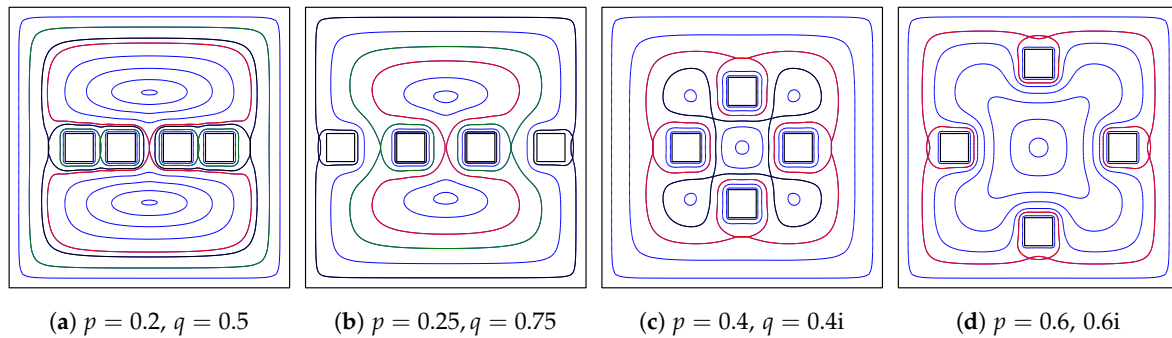 (a) p = 0.2, q = 0.5
(b) p = 0.25, q = 0.75
(c) p = 0.4, q = 0.4i
(d) p = 0.6, 0.6i